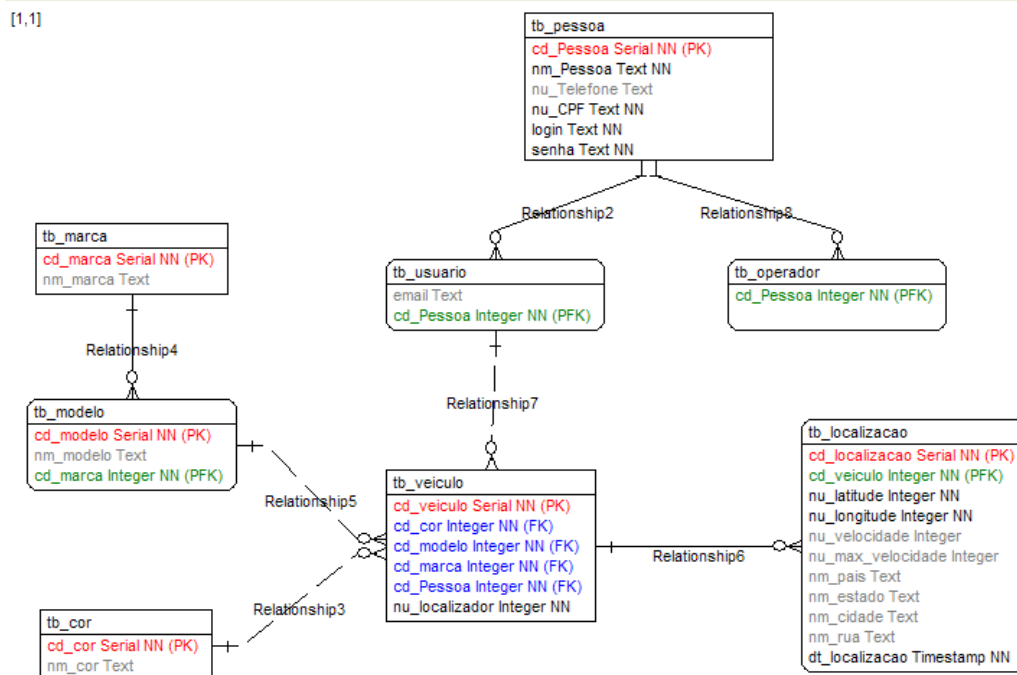 [1,1]
tb_pessoa
cd_Pessoa Serial NN (PK)
nm_Pessoa Text NN
nu_Telefone Text
nu_CPF Text NN
login Text NN
senha Text NN
Relationship2
Relationship8
tb_marca
cd_marca Serial NN (PK)
nm_marca Text
tb_usuario
email Text
cd_Pessoa Integer NN (PFK)
tb_operador
cd_Pessoa Integer NN (PFK)
Relationship4
Relationship7
tb_modelo
cd_modelo Serial NN (PK)
nm_modelo Text
cd_marca Integer NN (PFK)
Relationship5
tb_veiculo
cd_veiculo Serial NN (PK)
cd_cor Integer NN (FK)
cd_modelo Integer NN (FK)
cd_marca Integer NN (FK)
cd_Pessoa Integer NN (FK)
nu_localizador Integer NN
Relationship6
tb_localizacao
cd_localizacao Serial NN (PK)
cd_veiculo Integer NN (PFK)
nu_latitude Integer NN
nu_longitude Integer NN
nu_velocidade Integer
nu_max_velocidade Integer
nm_pais Text
nm_estado Text
nm_cidade Text
nm_rua Text
dt_localizacao Timestamp NN
Relationship3
tb_cor
cd_cor Serial NN (PK)
nm_cor Text